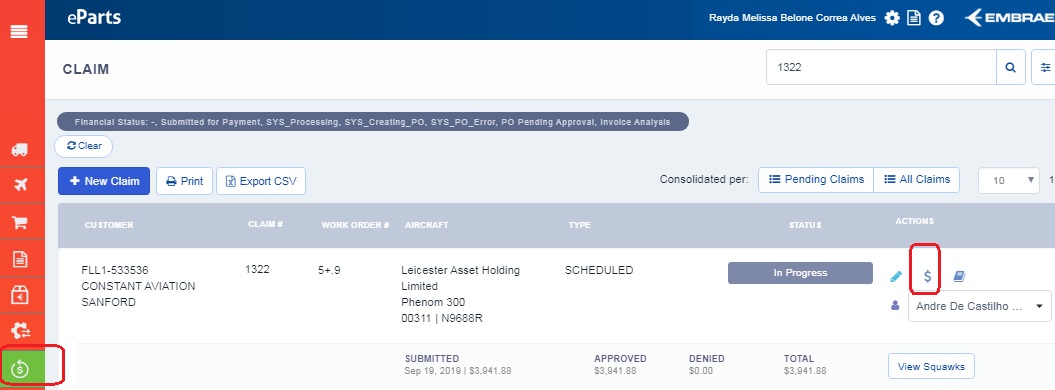 eParts
Rayda Melissa Belone Correa Alves
EMBRAE
CLAIM
1322
Financial Status: -, Submitted for Payment, SYS_Processing, SYS_Creating_PO, SYS_PO_Error, PO Pending Approval, Invoice Analysis
Clear
+ New Claim
Print
Export CSV
Consolidated per:
Pending Claims
All Claims
10
1
CUSTOMER
CLAIM #
WORK ORDER #
AIRCRAFT
TYPE
STATUS
ACTIONS
FLL1-533536
CONSTANT AVIATION
SANFORD
1322
5+.9
Leicester Asset Holding
Limited
Phenom 300
00311 | N9688R
SCHEDULED
In Progress
$
Andre De Castilho ...
SUBMITTED
Sep 19, 2019 | $3,941.88
APPROVED
$3,941.88
DENIED
$0.00
TOTAL
$3,941.88
View Squawks